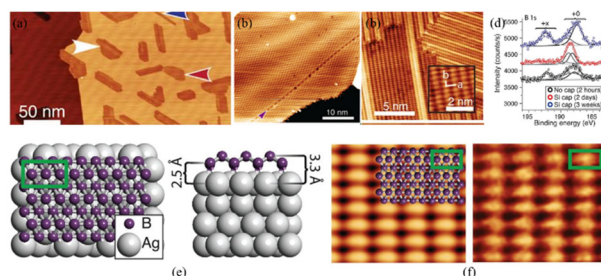 (a)
50 nm
(b)
10 nm
(b)
b
a
5 nm
2 nm
(d)
B 1s
+x
+0
5500
5000
4500
4000
3500
Intensity (counts/s)
No cap (2 hours)
Si cap (2 days)
Si cap (3 weeks)
195
190
185
Binding energy (eV)
2.5 Å
3.3 Å
B
Ag
(e)
(f)